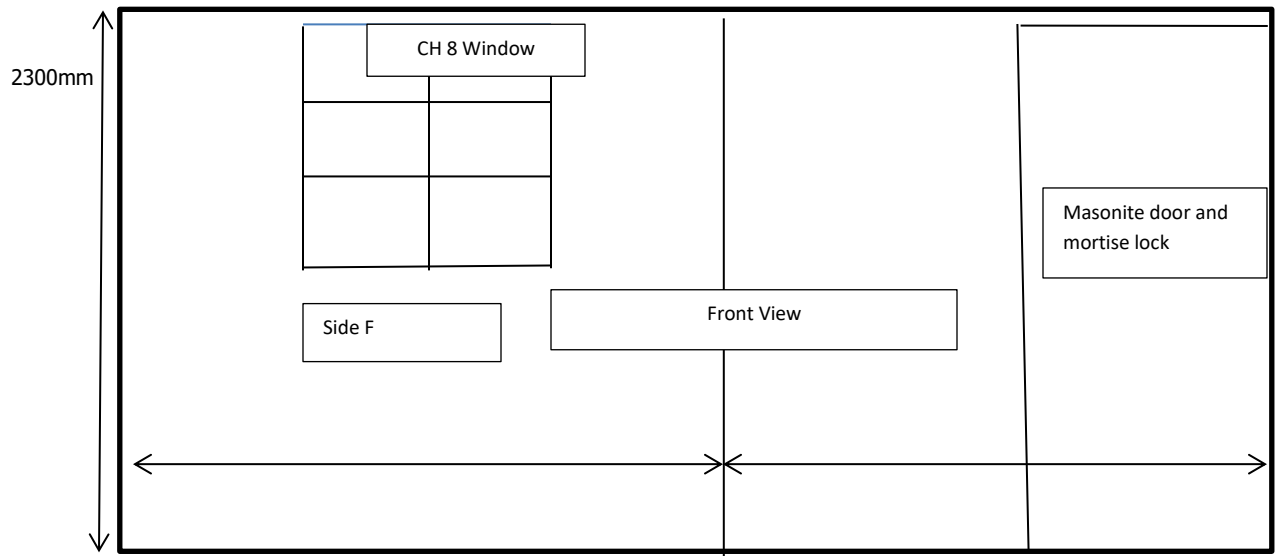 CH 8 Window
2300mm
Masonite door and
mortise lock
Front View
Side F